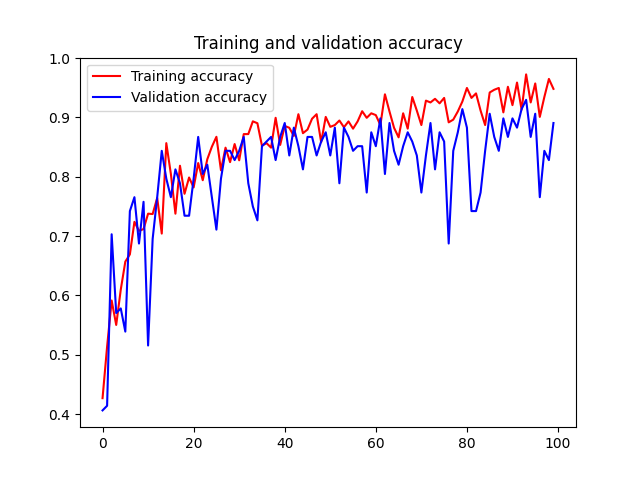 Training and validation accuracy
Training accuracy
Validation accuracy
1.0
0.9
0.8
0.7
0.6
0.5
0.4
0 20 40 60 80 100